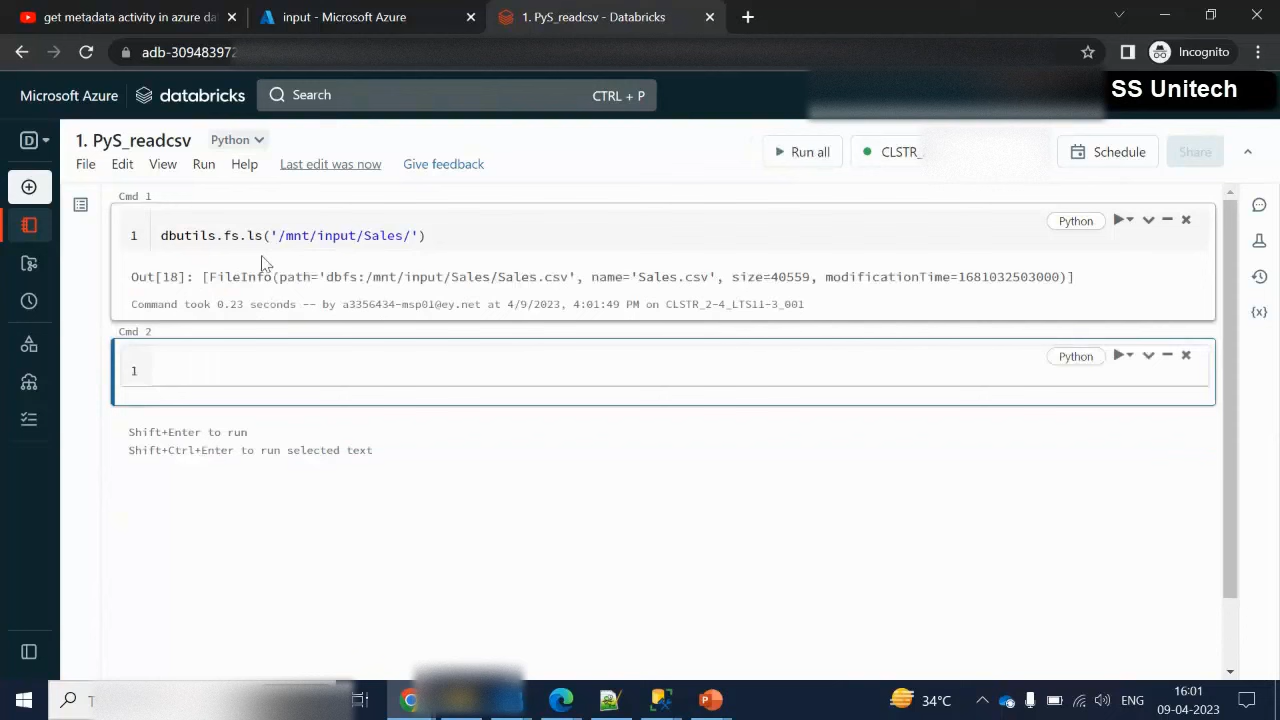 get metadata activity in azure da
input - Microsoft Azure
1. PyS_readcsv - Databricks
adb-309483972
Incognito
Microsoft Azure
databricks
Search
CTRL + P
SS Unitech
D
1. PyS_readcsv
Python
File
Edit
View
Run
Help
Last edit was now
Give feedback
Run all
CLSTR_
Schedule
Share
Cmd 1
1
dbutils.fs.ls('/mnt/input/Sales/')
Python
Out[18]: [FileInfo(path='dbfs:/mnt/input/Sales/Sales.csv', name='Sales.csv', size=40559, modificationTime=1681032503000)]
Command took 0.23 seconds -- by a3356434-msp01@ey.net at 4/9/2023, 4:01:49 PM on CLSTR_2-4_LTS11-3_001
Cmd 2
1
Python
Shift+Enter to run
Shift+Ctrl+Enter to run selected text
{x}
T
34°C
ENG
16:01
09-04-2023